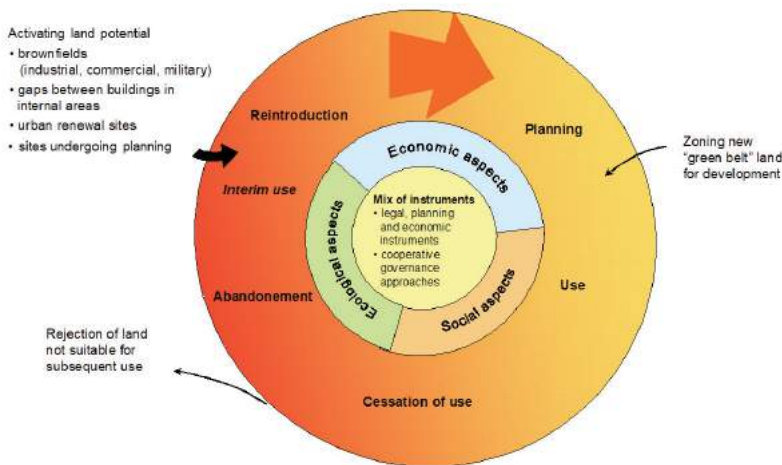 Activating land potential
• brownfields
(industrial, commercial, military)
• gaps between buildings in
internal areas
• urban renewal sites
• sites undergoing planning
Reintroduction
Planning
Zoning new
"green belt" land
for development
Interim use
Economic aspects
Mix of instruments
• legal, planning
and economic
instruments
• cooperative
governance
approaches
Ecological aspects
Social aspects
Use
Abandonement
Rejection of land
not suitable for
subsequent use
Cessation of use